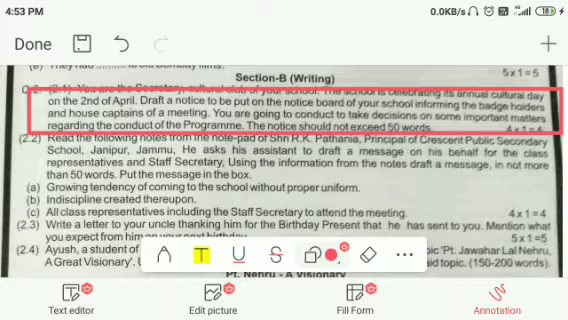 4:53 PM 0.0KB/s 4G 18
Done
(e) They had .......... to old Bombay films. 5x1=5
Section-B (Writing)
Q.2. (2.1) You are the Secretary, cultural club of your school. The school is celebrating its annual cultural day
on the 2nd of April. Draft a notice to be put on the notice board of your school informing the badge holders
and house captains of a meeting. You are going to conduct to take decisions on some important matters
regarding the conduct of the Programme. The notice should not exceed 50 words. 4x1=4
(2.2) Read the following notes from the note-pad of Shri R.K. Pathania, Principal of Crescent Public Secondary
School, Janipur, Jammu, He asks his assistant to draft a message on his behalf for the class
representatives and Staff Secretary, Using the information from the notes draft a message, in not more
than 50 words. Put the message in the box.
(a) Growing tendency of coming to the school without proper uniform.
(b) Indiscipline created thereupon.
(c) All class representatives including the Staff Secretary to attend the meeting. 4x1=4
(2.3) Write a letter to your uncle thanking him for the Birthday Present that he has sent to you. Mention what
you expect from him on your next birthday. 5x1=5
(2.4) Ayush, a student of
pic 'Pt. Jawahar Lal Nehru,
A Great Visionary'.
aid topic. (150-200 words).
Pt. Nehru - A Visionary
Text editor
Edit picture
Fill Form
Annotation